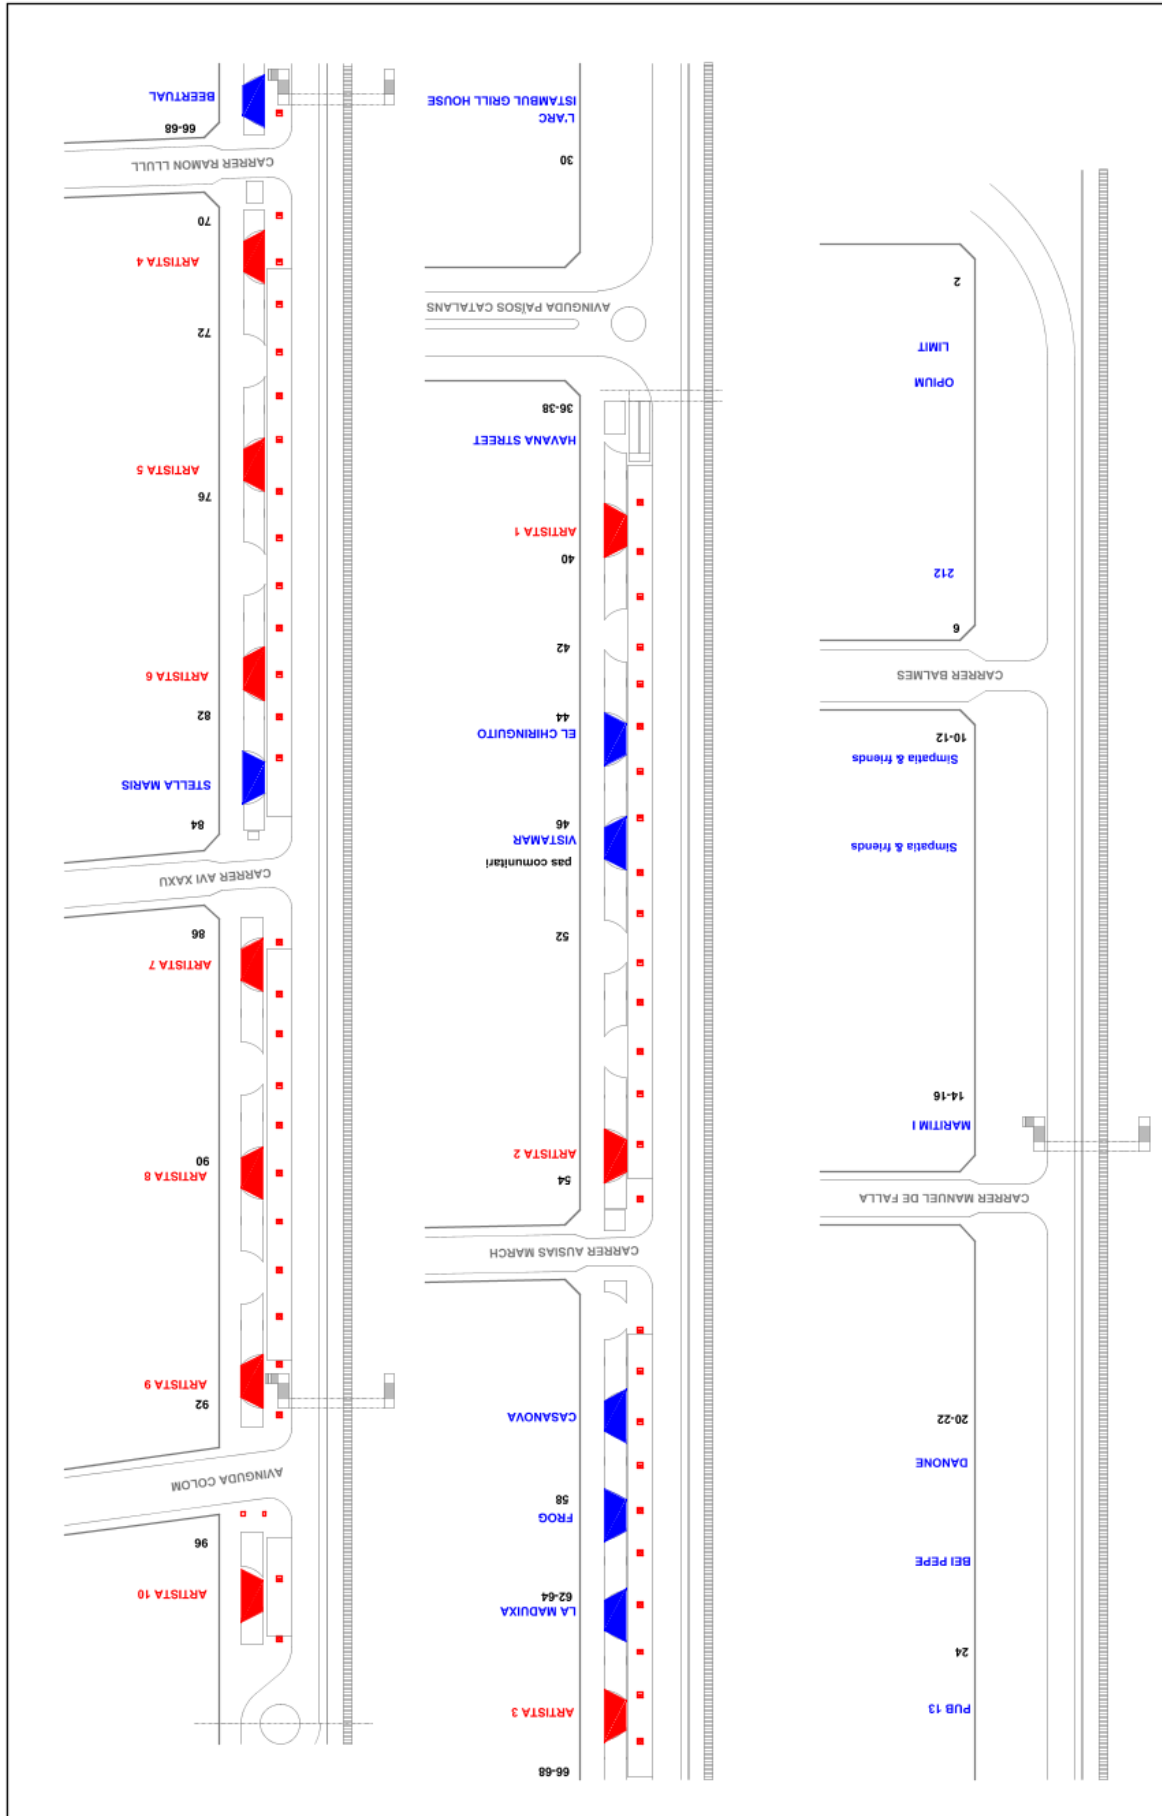 PUB 13
24
BEI PEPE
DANONE
20-22
CARRER MANUEL DE FALLA
MARITIM I
14-16
Simpatia & friends
Simpatia & friends
10-12
CARRER BALMES
6
212
OPIUM
LIMIT
2
66-68
ARTISTA 3
LA MADUIXA
62-64
FROG
58
CASANOVA
CARRER AUSIAS MARCH
54
ARTISTA 2
52
pas comunitari
VISTAMAR
46
EL CHIRINGUITO
44
42
40
ARTISTA 1
HAVANA STREET
36-38
AVINGUDA PAÏSOS CATALANS
30
L'ARC
ISTAMBUL GRILL HOUSE
ARTISTA 10
96
AVINGUDA COLOM
92
ARTISTA 9
ARTISTA 8
90
ARTISTA 7
86
CARRER AVI XAXU
84
STELLA MARIS
82
ARTISTA 6
76
ARTISTA 5
72
ARTISTA 4
70
CARRER RAMON LLULL
66-68
BEERTUAL